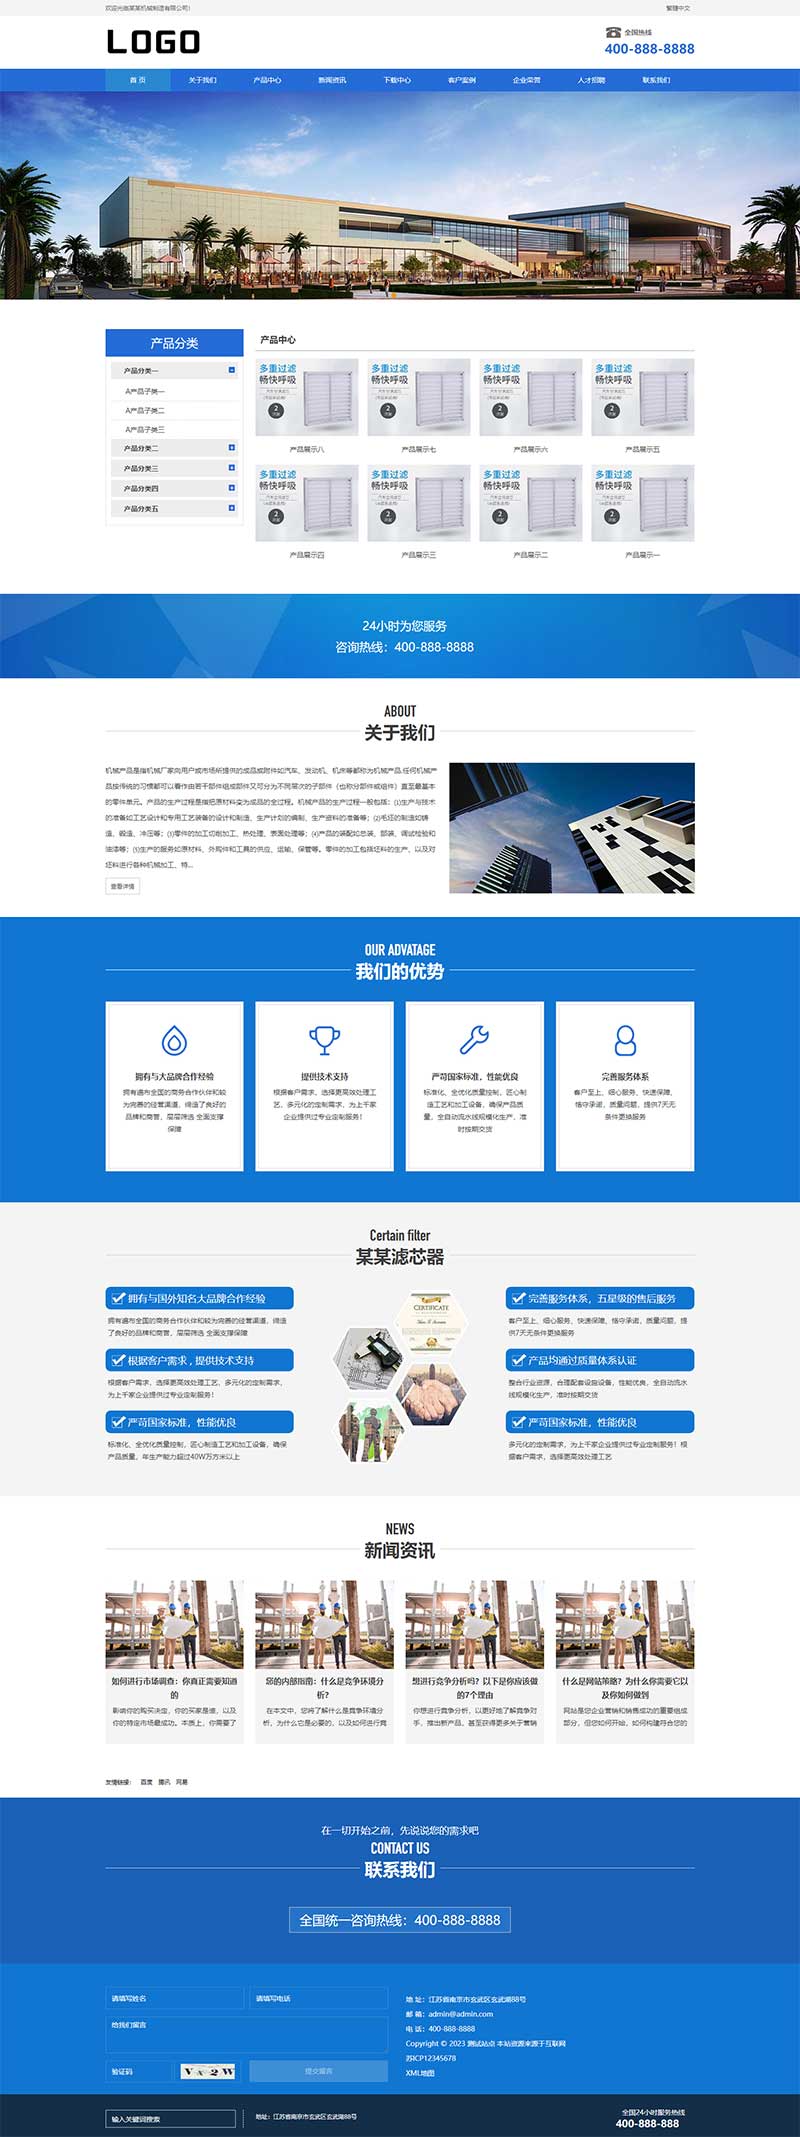 欢迎光临某某机械制造有限公司!
繁體中文
LOGO
全国热线
400-888-8888
首 页
关于我们
产品中心
新闻资讯
下载中心
客户案例
企业荣誉
人才招聘
联系我们
产品分类
产品分类一
A产品子类一
A产品子类二
A产品子类三
产品分类二
产品分类三
产品分类四
产品分类五
产品中心
多重过滤 多重过滤 多重过滤 多重过滤
畅快呼吸 畅快呼吸 畅快呼吸 畅快呼吸
产品展示八 产品展示七 产品展示六 产品展示五
多重过滤 多重过滤 多重过滤 多重过滤
畅快呼吸 畅快呼吸 畅快呼吸 畅快呼吸
产品展示四 产品展示三 产品展示二 产品展示一
24小时为您服务
咨询热线：400-888-8888
ABOUT
关于我们
机械产品是指机械厂家向用户或市场所提供的成品或附件如汽车、发动机、机床等都称为机械产品.任何机械产
品按传统的习惯都可以看作由若干部件组成部件又可分为不同层次的子部件（也称分部件或组件）直至最基本
的零件单元。产品的生产过程是指把原材料变为成品的全过程。机械产品的生产过程一般包括：(1)生产与技术
的准备如工艺设计和专用工艺装备的设计和制造、生产计划的编制、生产资料的准备等；(2)毛坯的制造如铸
造、锻造、冲压等；(3)零件的加工切削加工、热处理、表面处理等；(4)产品的装配如总装、部装、调试检验和
油漆等；(5)生产的服务如原材料、外购件和工具的供应、运输、保管等。零件的加工包括坯料的生产、以及对
坯料进行各种机械加工、特...
查看详情
OUR ADVATAGE
我们的优势
拥有与大品牌合作经验
拥有遍布全国的商务合作伙伴和较
为完善的经营渠道，缔造了良好的
品牌和商誉，层层筛选 全面支撑
保障
提供技术支持
根据客户需求、选择更高效处理工
艺、多元化的定制需求，为上千家
企业提供过专业定制服务！
严苛国家标准，性能优良
标准化、全优化质量控制，匠心制
造工艺和加工设备，确保产品质
量，全自动流水线规模化生产，准
时按期交货
完善服务体系
客户至上、细心服务、快速保障、
恪守承诺，质量问题，提供7天无
条件更换服务
Certain filter
某某滤芯器
拥有与国外知名大品牌合作经验
拥有遍布全国的商务合作伙伴和较为完善的经营渠道，缔造
了良好的品牌和商誉，层层筛选 全面支撑保障
根据客户需求，提供技术支持
根据客户需求、选择更高效处理工艺、多元化的定制需求，
为上千家企业提供过专业定制服务！
严苛国家标准，性能优良
标准化、全优化质量控制，匠心制造工艺和加工设备，确保
产品质量，年生产能力超过40W万方米以上
CERTIFICATE
完善服务体系，五星级的售后服务
客户至上、细心服务、快速保障、恪守承诺，质量问题，提
供7天无条件更换服务
产品均通过质量体系认证
整合行业资源，合理配套设施设备，性能优良，全自动流水
线规模化生产，准时按期交货
严苛国家标准，性能优良
多元化的定制需求，为上千家企业提供过专业定制服务！根
据客户需求，选择更高效处理工艺
NEWS
新闻资讯
如何进行市场调查：你真正需要知道
的
影响你的购买决定，你的买家是谁，以及
你的特定市场最成功。本质上，你需要了
您的内部指南：什么是竞争环境分
析?
在本文中，您将了解什么是竞争环境分
析，为什么它是必要的，以及如何进行竞
想进行竞争分析吗？以下是你应该做
的7个理由
你想进行竞争分析，以更好地了解竞争对
手，推出新产品，甚至获得更多关于营销
什么是网站策略？为什么你需要它以
及你如何做到
网站是您企业营销和销售成功的重要组成
部分，但您如何开始，如何构建符合您的
友情链接： 百度 腾讯 网易
在一切开始之前，先说说您的需求吧
CONTACT US
联系我们
全国统一咨询热线：400-888-8888
请填写姓名
请填写电话
给我们留言
验证码
提交留言
地 址：江苏省南京市玄武区玄武湖88号
邮 箱：admin@admin.com
电 话：400-888-8888
Copyright © 2023 测试站点 本站资源来源于互联网
苏ICP12345678
XML地图
输入关键词搜索
地址：江苏省南京市玄武区玄武湖88号
全国24小时服务热线
400-888-888